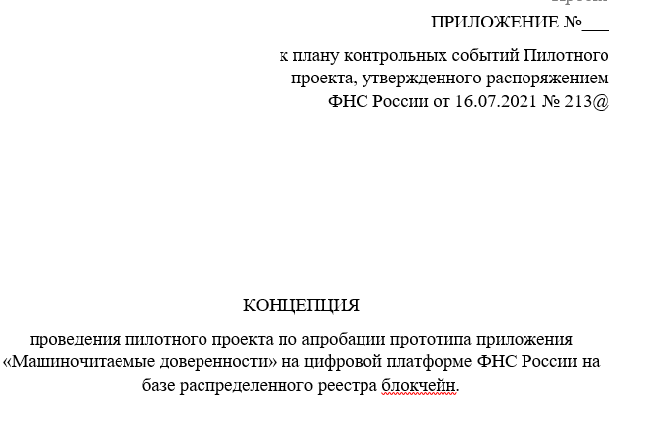 ПРИЛОЖЕНИЕ №___
к плану контрольных событий Пилотного
проекта, утвержденного распоряжением
ФНС России от 16.07.2021 № 213@
КОНЦЕПЦИЯ
проведения пилотного проекта по апробации прототипа приложения
«Машиночитаемые доверенности» на цифровой платформе ФНС России на
базе распределенного реестра блокчейн.